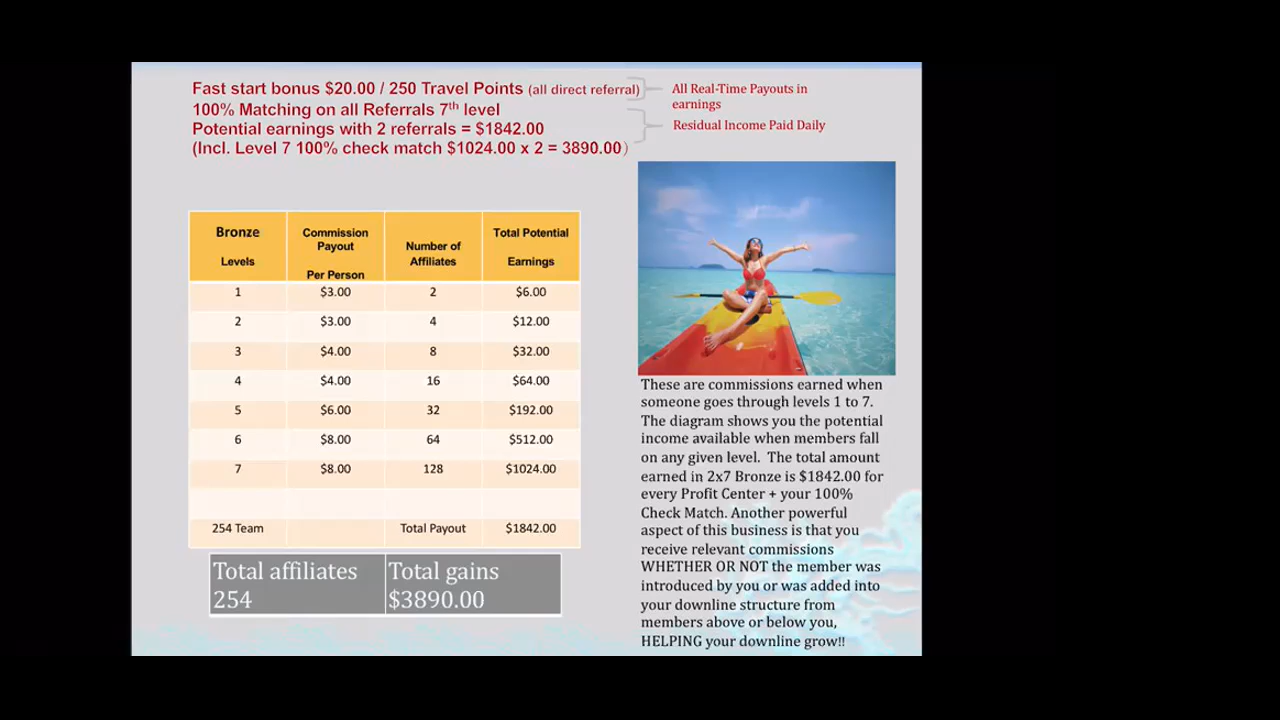 Fast start bonus $20.00 / 250 Travel Points (all direct referral)
100% Matching on all Referrals 7th level
Potential earnings with 2 referrals = $1842.00
(Incl. Level 7 100% check match $1024.00 x 2 = 3890.00)
All Real-Time Payouts in
earnings
Residual Income Paid Daily
Bronze Levels | Commission Payout Per Person | Number of Affiliates | Total Potential Earnings
1 $3.00 2 $6.00
2 $3.00 4 $12.00
3 $4.00 8 $32.00
4 $4.00 16 $64.00
5 $6.00 32 $192.00
6 $8.00 64 $512.00
7 $8.00 128 $1024.00
254 Team Total Payout $1842.00
Total affiliates Total gains
254 $3890.00
These are commissions earned when
someone goes through levels 1 to 7.
The diagram shows you the potential
income available when members fall
on any given level. The total amount
earned in 2x7 Bronze is $1842.00 for
every Profit Center + your 100%
Check Match. Another powerful
aspect of this business is that you
receive relevant commissions
WHETHER OR NOT the member was
introduced by you or was added into
your downline structure from
members above or below you,
HELPING your downline grow!!